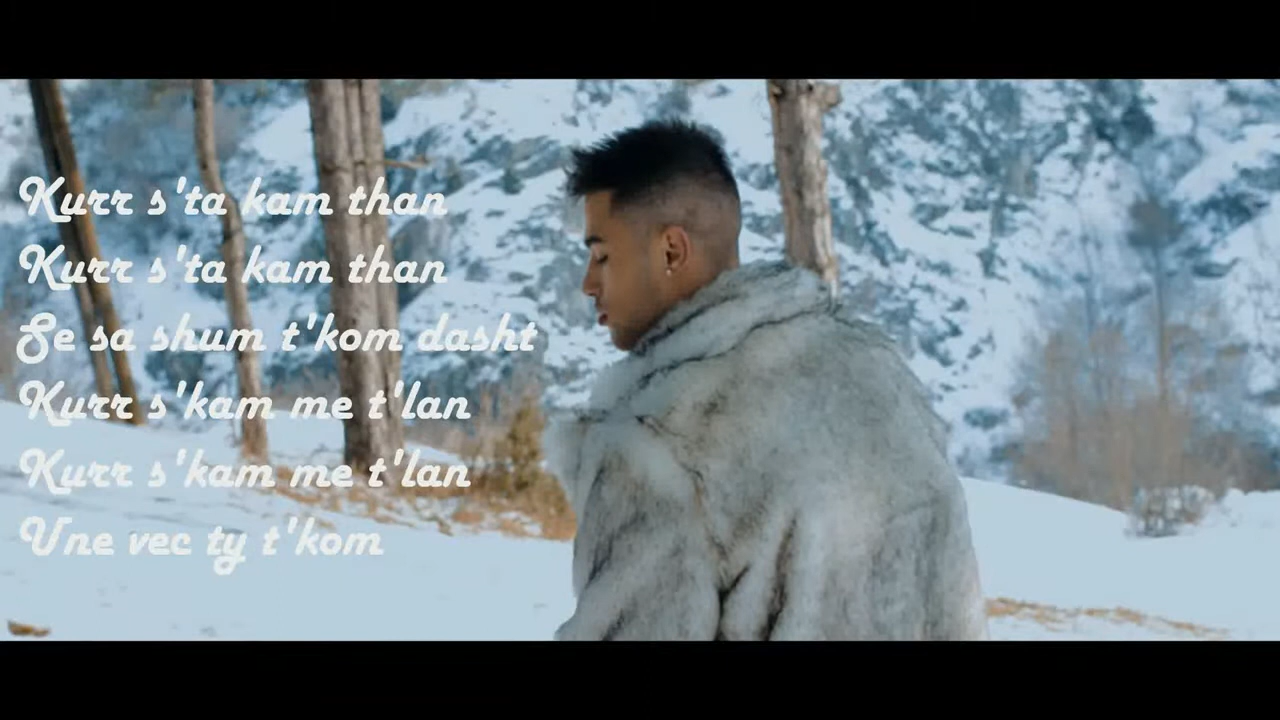 Kurr s'ta kam than
Kurr s'ta kam than
Se sa shum t'kom dasht
Kurr s'kam me t'lan
Kurr s'kam me t'lan
Une vec ty t'kom